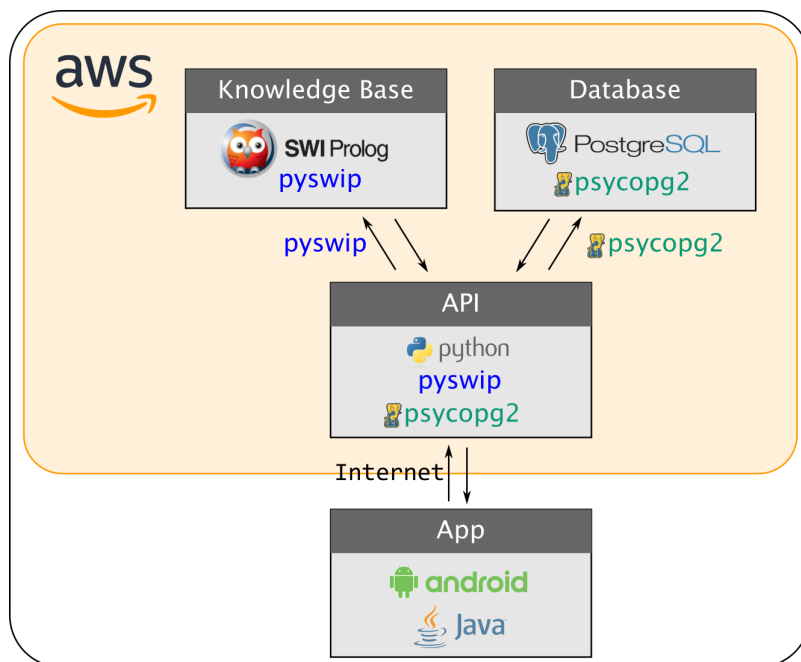 aws
Knowledge Base
SWI Prolog
pyswip
Database
PostgreSQL
psycopg2
pyswip
psycopg2
API
python
pyswip
psycopg2
Internet
App
android
Java